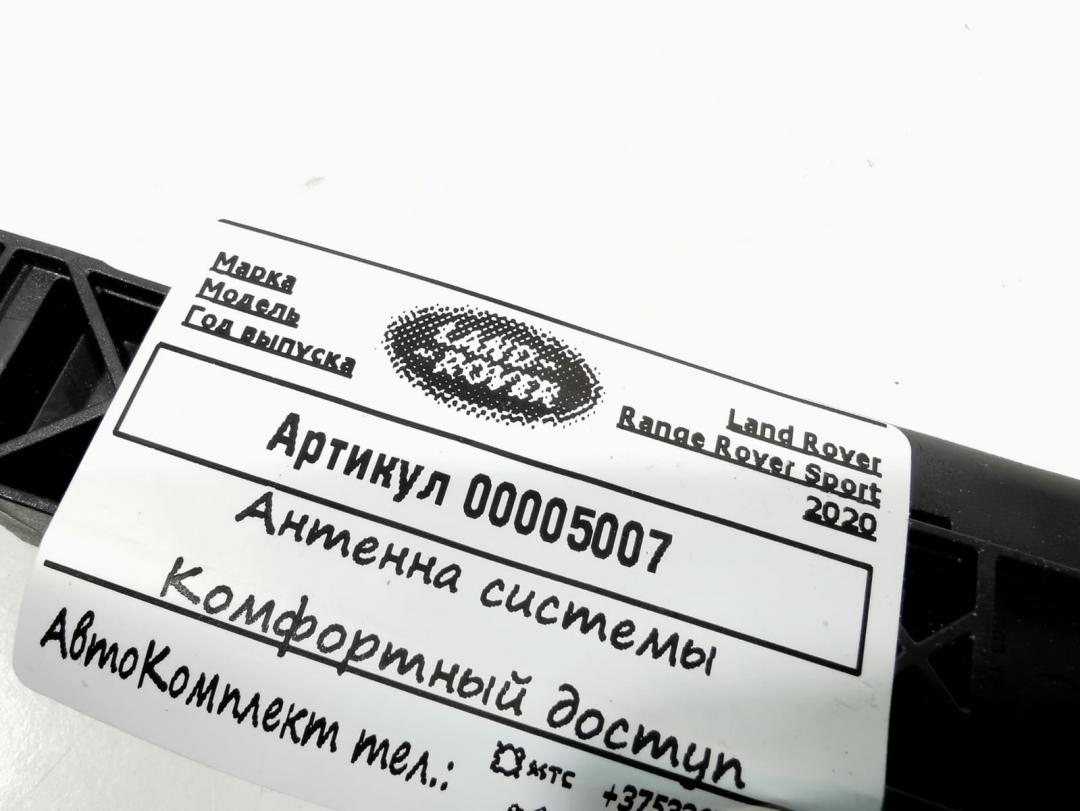 Марка
Модель
Год выпуска
LAND-
-ROVER
Land Rover
Range Rover Sport
2020
Артикул 00005007
Антенна системы
Комфортный доступ
АвтоКомплект тел.:
мтс